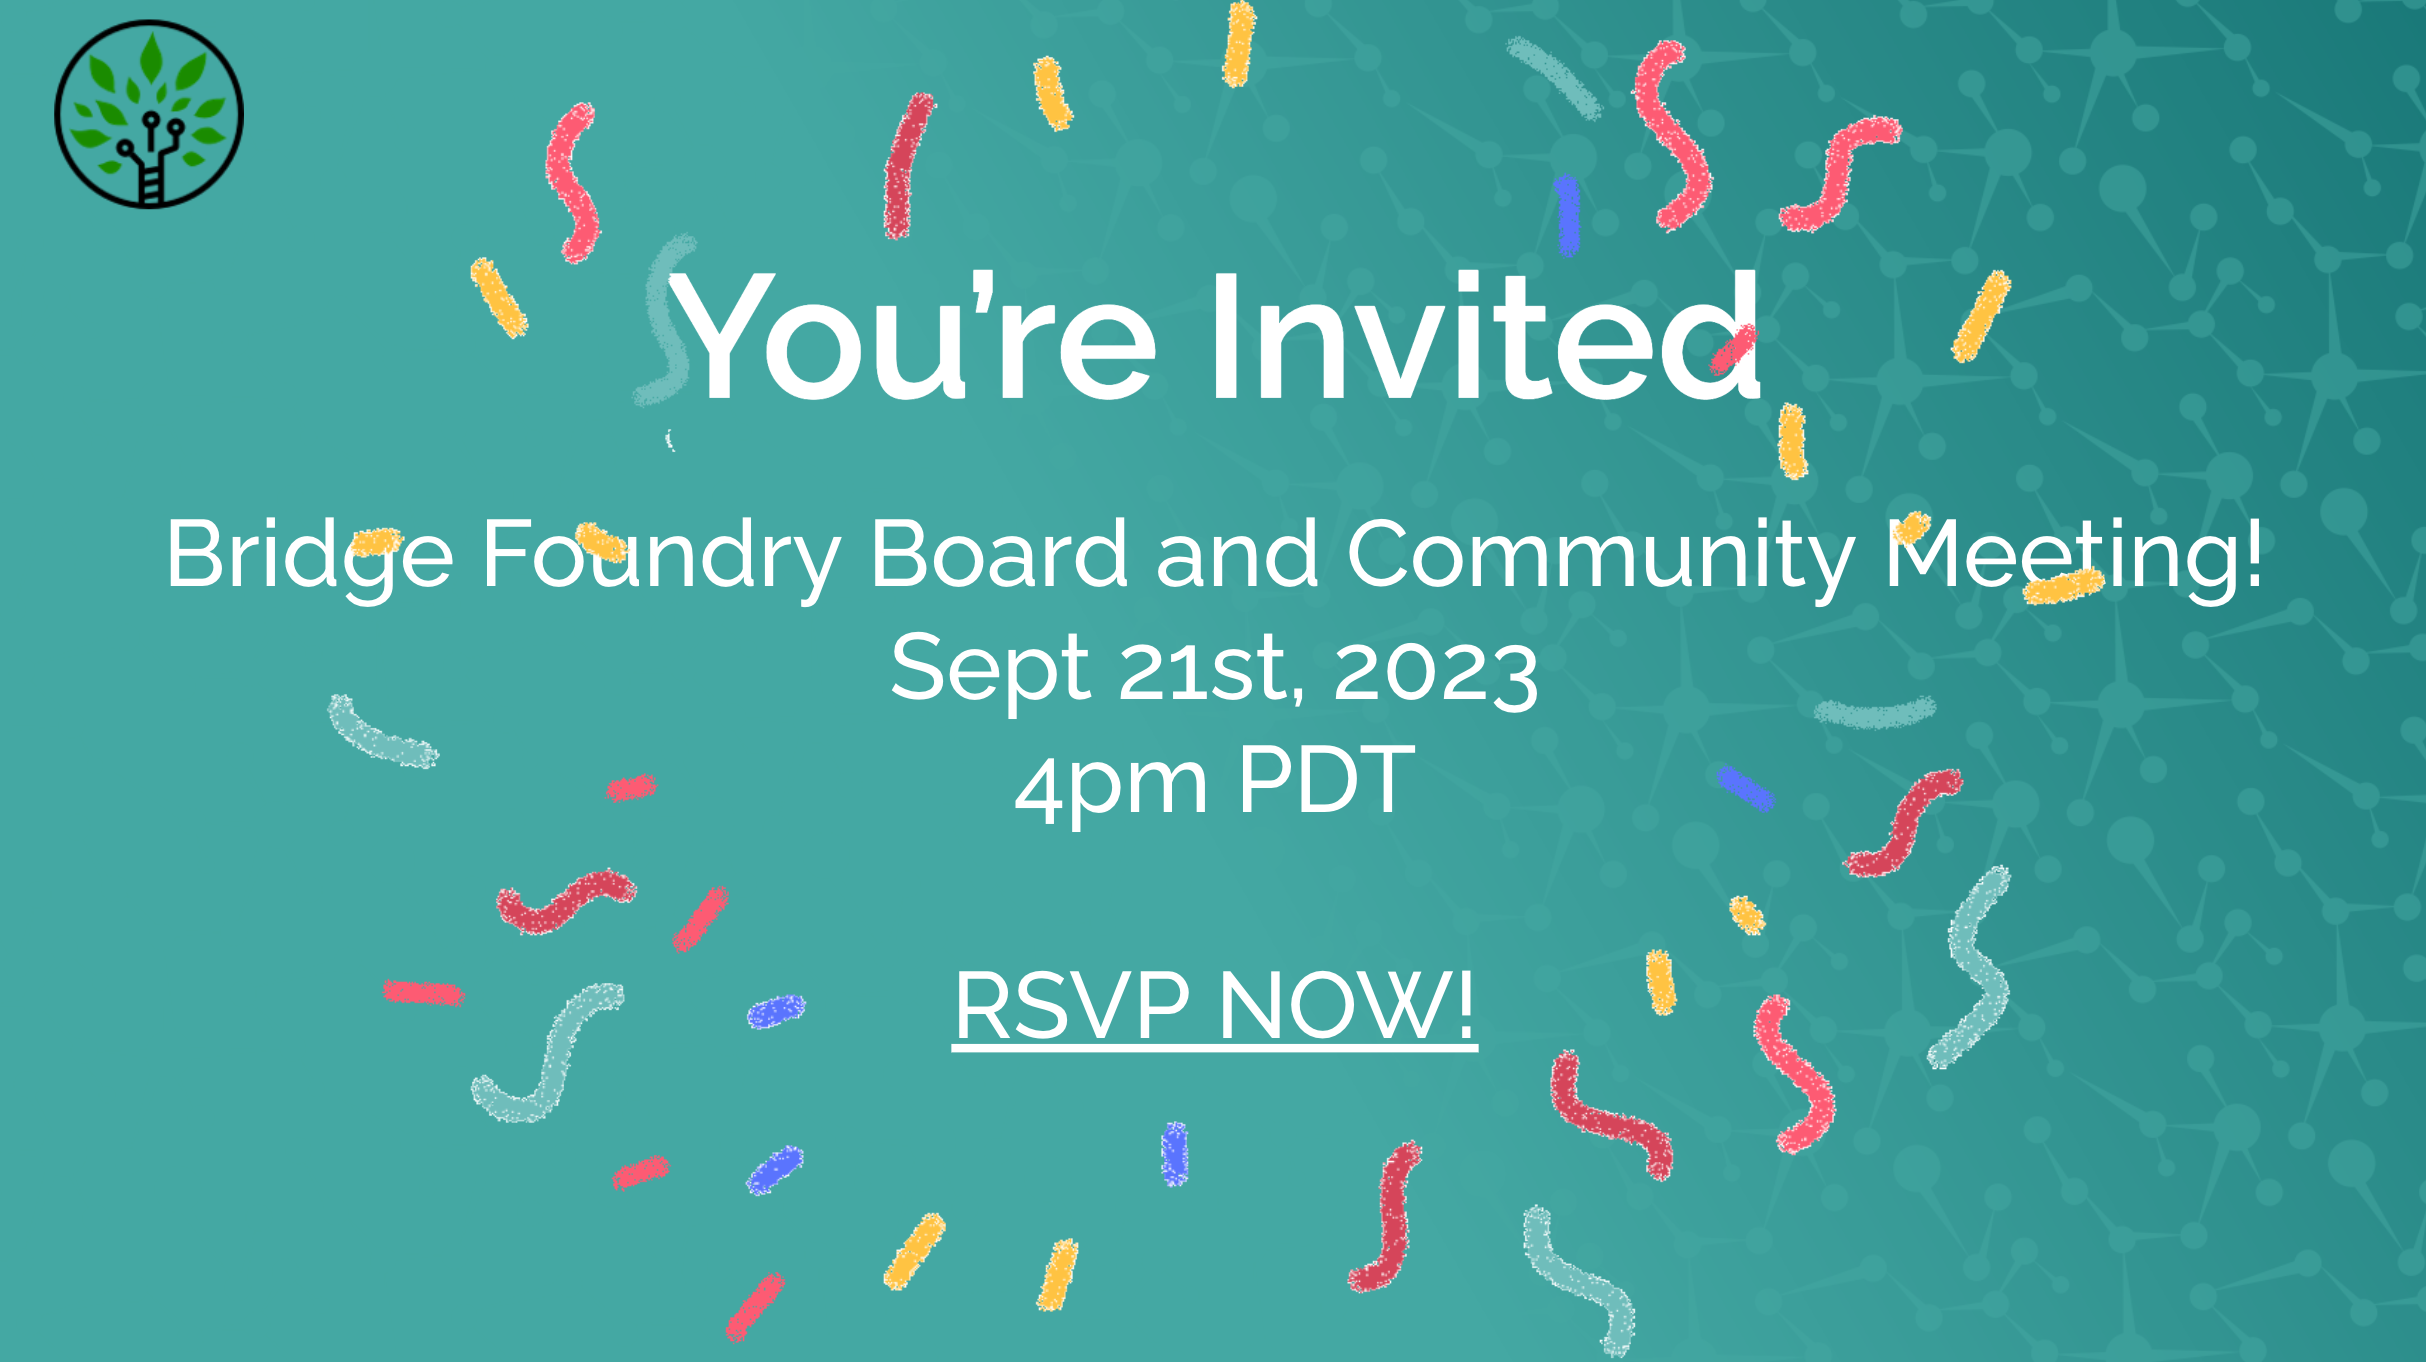 You’re Invited
Bridge Foundry Board and Community Meeting!
Sept 21st, 2023
4pm PDT
RSVP NOW!